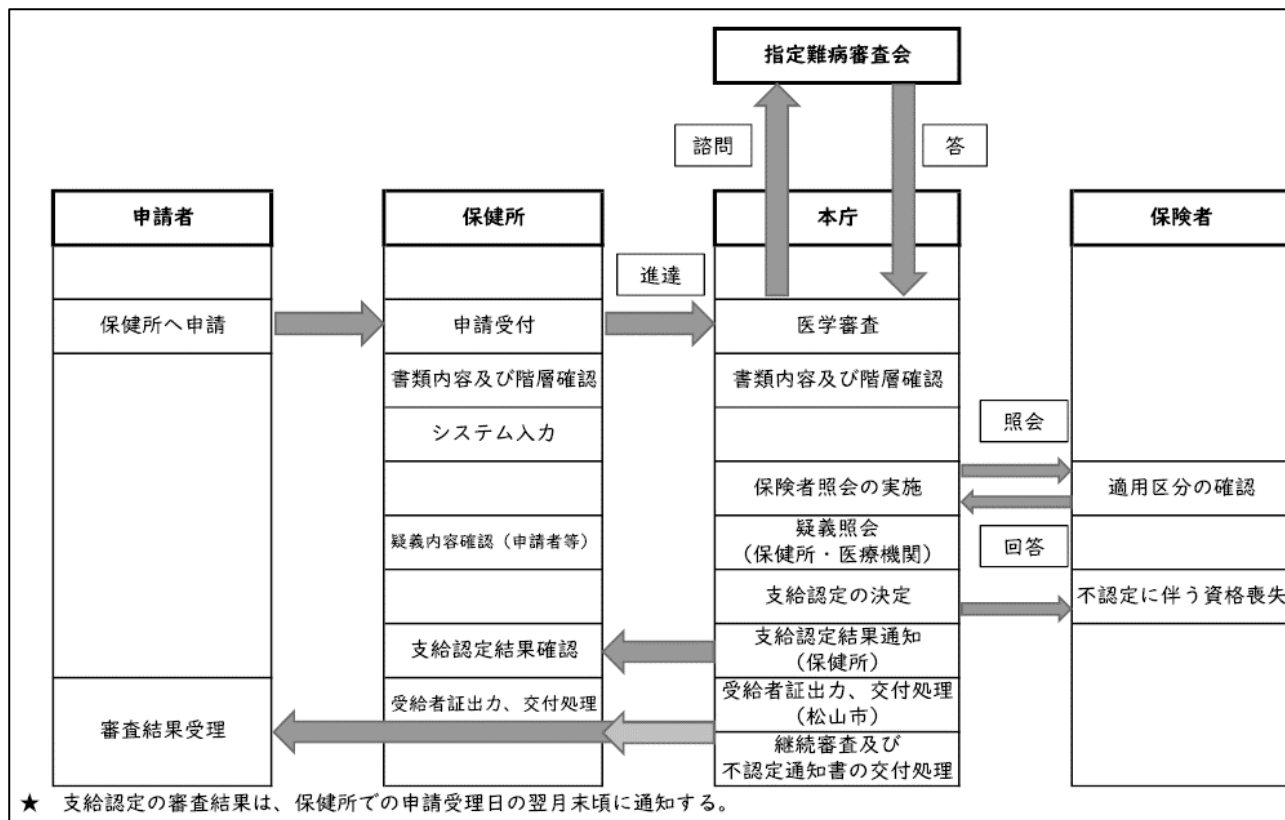 指定難病審査会
諮問
答
申請者
保健所
本庁
保険者
進達
保健所へ申請
申請受付
医学審査
書類内容及び階層確認
書類内容及び階層確認
システム入力
照会
保険者照会の実施
適用区分の確認
疑義内容確認（申請者等）
疑義照会
（保健所・医療機関）
回答
支給認定の決定
不認定に伴う資格喪失
支給認定結果確認
支給認定結果通知
（保健所）
審査結果受理
受給者証出力、交付処理
受給者証出力、交付処理
（松山市）
継続審査及び
不認定通知書の交付処理
★　支給認定の審査結果は、保健所での申請受理日の翌月末頃に通知する。